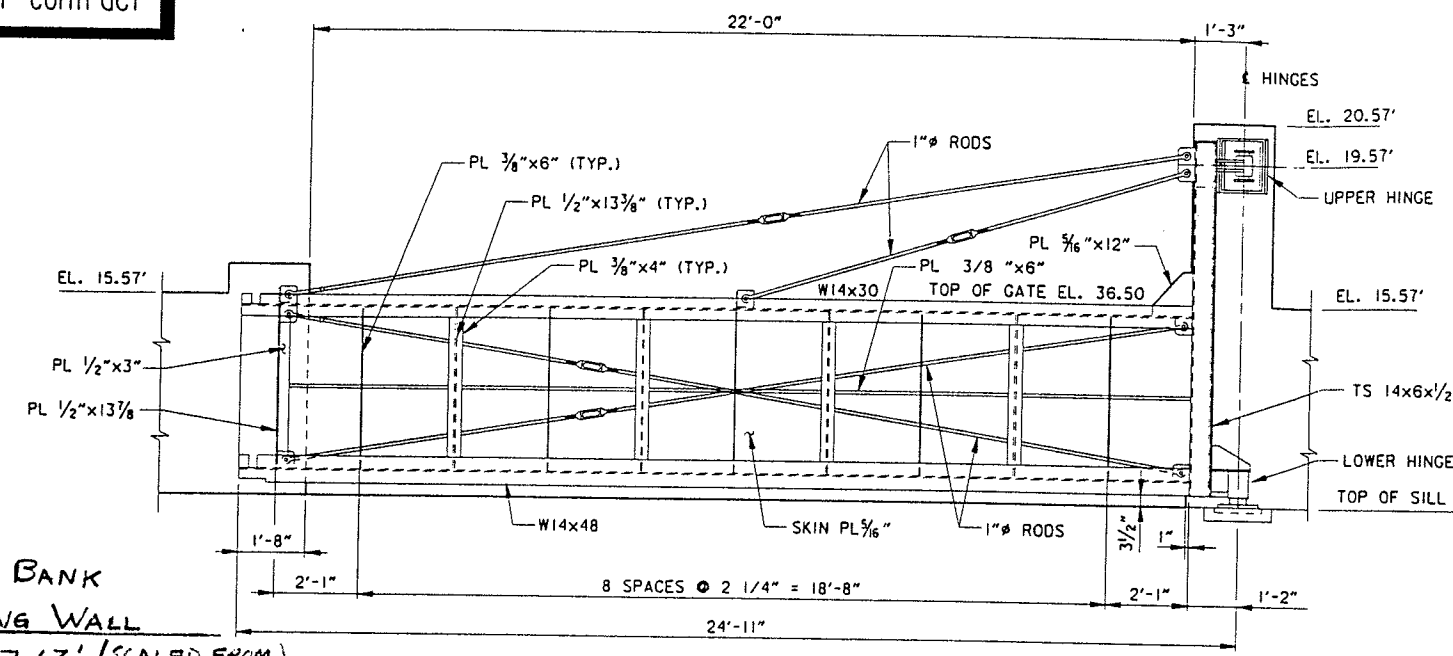 22'-0"
1'-3"
℄ HINGES
EL. 20.57'
1"ø RODS
PL 3/8"x6" (TYP.)
EL. 19.57'
UPPER HINGE
PL 1/2"x13 3/8" (TYP.)
PL 5/16"x12"
PL 3/8"x4" (TYP.)
PL 3/8 "x6"
EL. 15.57'
W14x30
TOP OF GATE EL. 36.50
EL. 15.57'
PL 1/2"x3"
TS 14x6x1/2
PL 1/2"x13 7/8
LOWER HINGE
TOP OF SILL
W14x48
SKIN PL 5/16"
1"ø RODS
3 1/2"
1"
1'-8"
BANK
2'-1"
8 SPACES @ 2 1/4" = 18'-8"
2'-1"
1'-2"
WALL
24'-11"
(SCALED FROM)